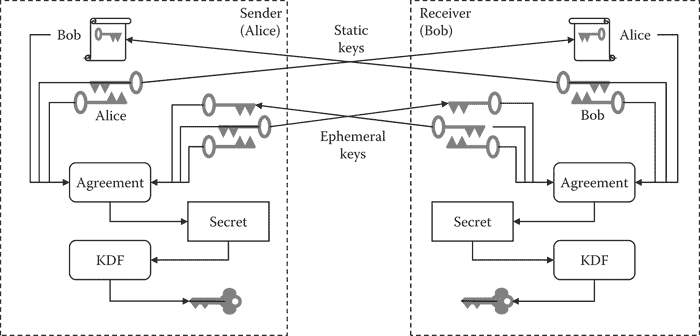 Sender
(Alice)
Receiver
(Bob)
Bob
Static
keys
Alice
Alice
Bob
Ephemeral
keys
Agreement
Agreement
Secret
Secret
KDF
KDF